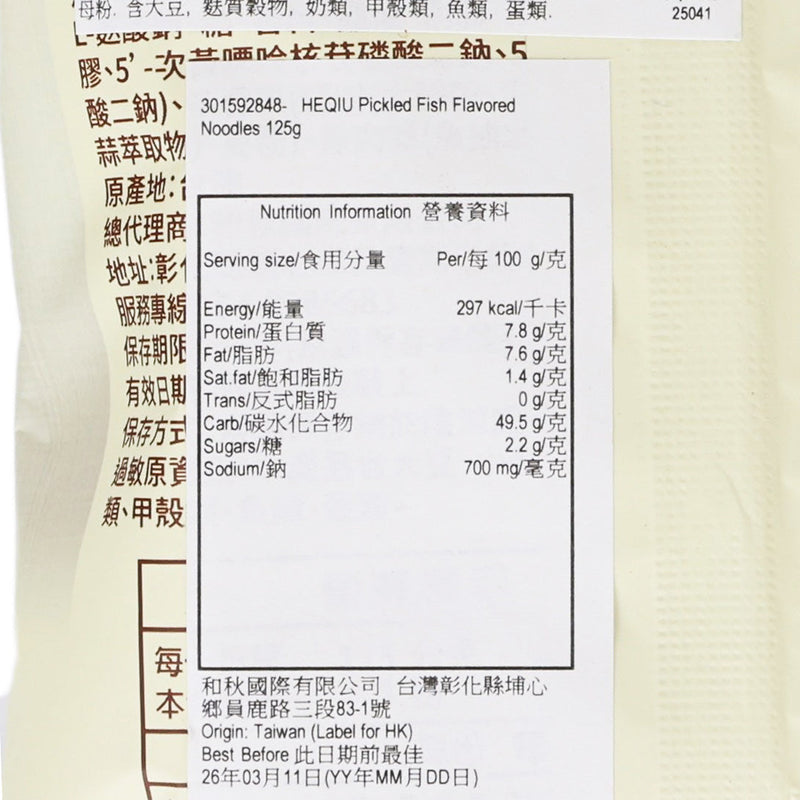 母粉. 含大豆, 麩質穀物, 奶類, 甲殼類, 魚類, 蛋類.
25041
膠、5'-次黃嘌呤核苷磷酸二鈉、5
酸二鈉)、
蒜萃取物
原產地:
總代理商
地址:彰化
服務專線
保存期限
有效日期
保存方式
過敏原資
類、甲殼
每
本
301592848- HEQIU Pickled Fish Flavored
Noodles 125g
Nutrition Information 營養資料
Serving size/食用分量 Per/每 100 g/克
Energy/能量 297 kcal/千卡
Protein/蛋白質 7.8 g/克
Fat/脂肪 7.6 g/克
Sat.fat/飽和脂肪 1.4 g/克
Trans/反式脂肪 0 g/克
Carb/碳水化合物 49.5 g/克
Sugars/糖 2.2 g/克
Sodium/鈉 700 mg/毫克
和秋國際有限公司 台灣彰化縣埔心
鄉員鹿路三段83-1號
Origin: Taiwan (Label for HK)
Best Before 此日期前最佳
26年03月11日(YY年MM月DD日)